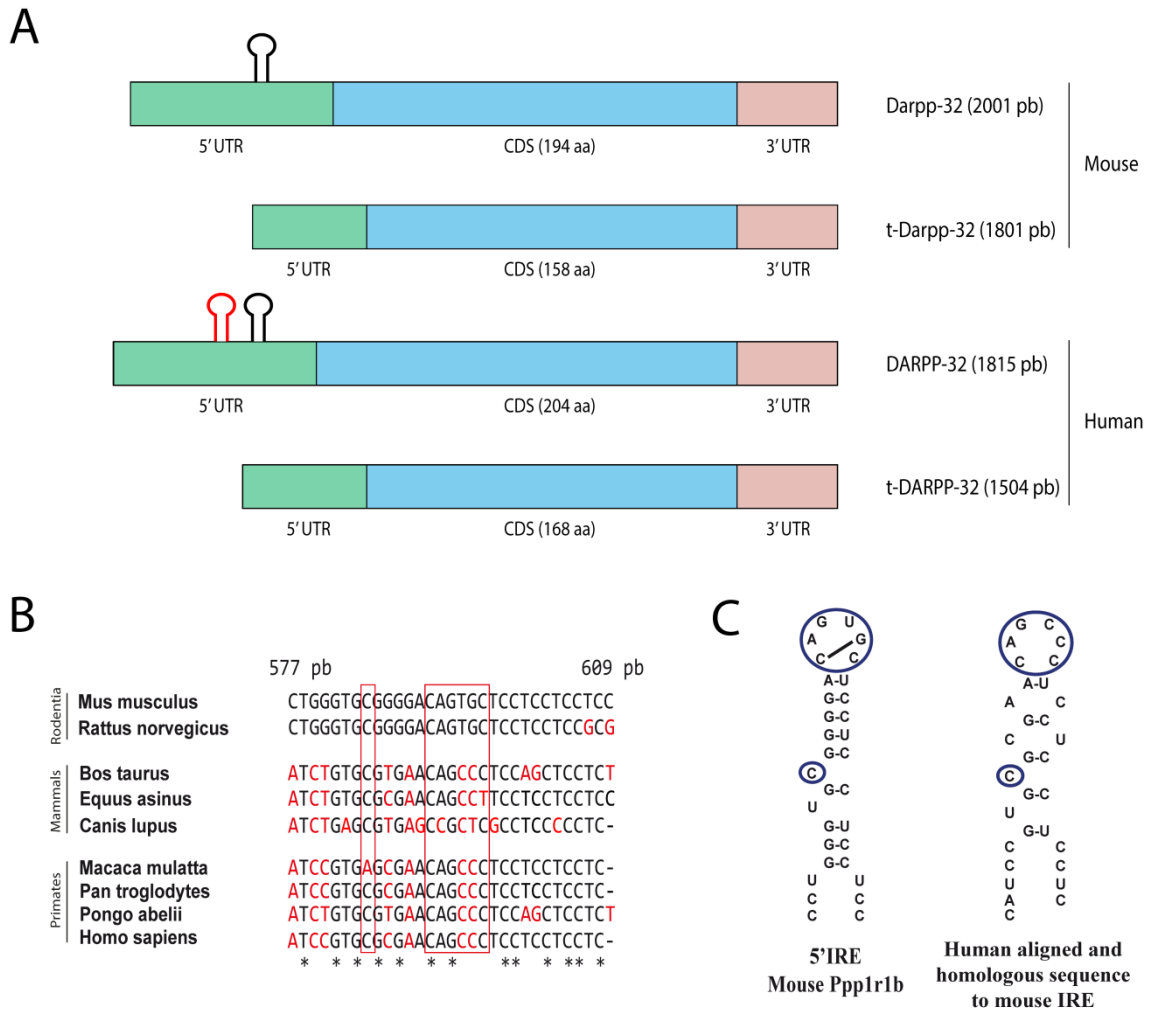 A
Darpp-32 (2001 pb)
5' UTR
CDS (194 aa)
3' UTR
Mouse
t-Darpp-32 (1801 pb)
5' UTR
CDS (158 aa)
3' UTR
DARPP-32 (1815 pb)
5' UTR
CDS (204 aa)
3' UTR
Human
t-DARPP-32 (1504 pb)
5' UTR
CDS (168 aa)
3' UTR
B
577 pb 609 pb
Rodentia
Mus musculus CTGGGTGCGGGGACAGTGCTCCTCCTCCTCC
Rattus norvegicus CTGGGTGCGGGGACAGTGCTCCTCCTCCGCG
Mammals
Bos taurus ATCTGTGCGTGAACAGCCCTCCAGCTCCTCT
Equus asinus ATCTGTGCGCGAACAGCCTTCCTCCTCCTCC
Canis lupus ATCTGAGCGTGAGCCGCTCGCCTCCCCCTC-
Primates
Macaca mulatta ATCCGTGAGCGAACAGCCCTCCTCCTCCTC-
Pan troglodytes ATCCGTGCGCGAACAGCCCTCCTCCTCCTC-
Pongo abelii ATCTGTGCGTGAACAGCCCTCCAGCTCCTCT
Homo sapiens ATCCGTGCGCGAACAGCCCTCCTCCTCCTC-
* * * * * * * ** * ** *
C
G U
A G
C C
A-U
G-C
G-C
G-U
G-C
C
G-C
U
G-U
G-C
G-C
U U
C C
C C
5'IRE
Mouse Ppp1r1b
G C
A C
C C
A-U
A C
G-C
C U
G-C
C
G-C
U
G-U
C C
C C
U U
A C
C
Human aligned and
homologous sequence
to mouse IRE